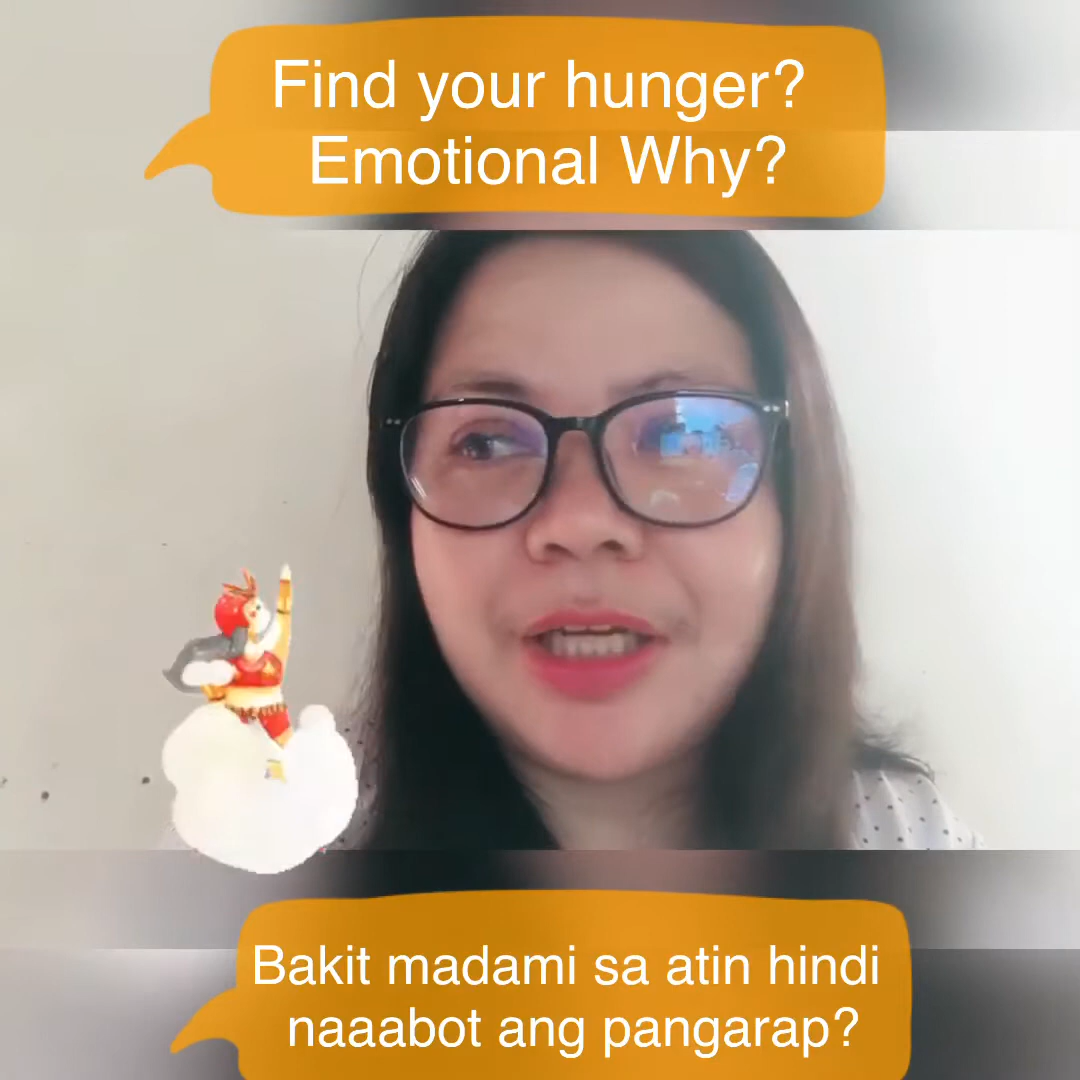 Find your hunger?
Emotional Why?
Bakit madami sa atin hindi
naaabot ang pangarap?